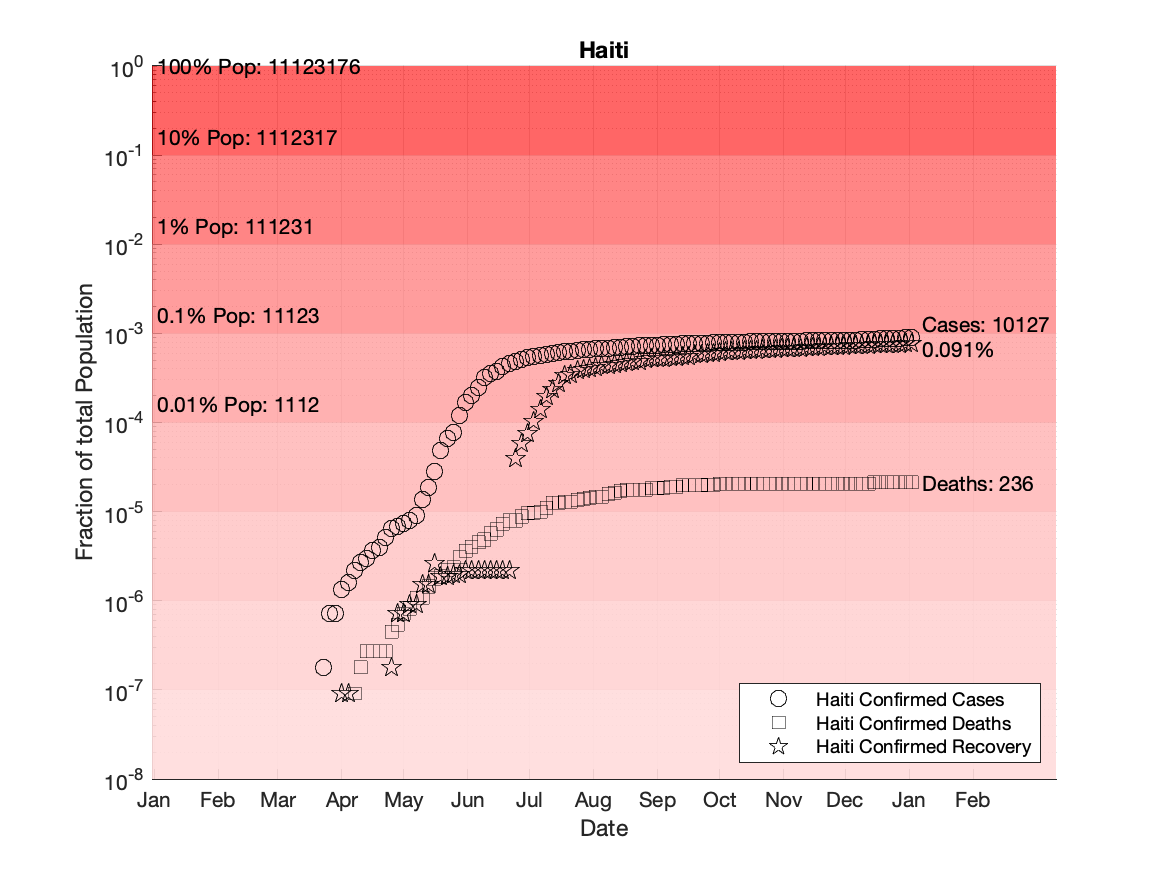 Haiti
10^0
100% Pop: 11123176
10% Pop: 1112317
10^-1
1% Pop: 111231
10^-2
0.1% Pop: 11123
10^-3
Cases: 10127
0.091%
0.01% Pop: 1112
10^-4
Deaths: 236
10^-5
10^-6
10^-7
10^-8
Fraction of total Population
Haiti Confirmed Cases
Haiti Confirmed Deaths
Haiti Confirmed Recovery
Jan Feb Mar Apr May Jun Jul Aug Sep Oct Nov Dec Jan Feb
Date